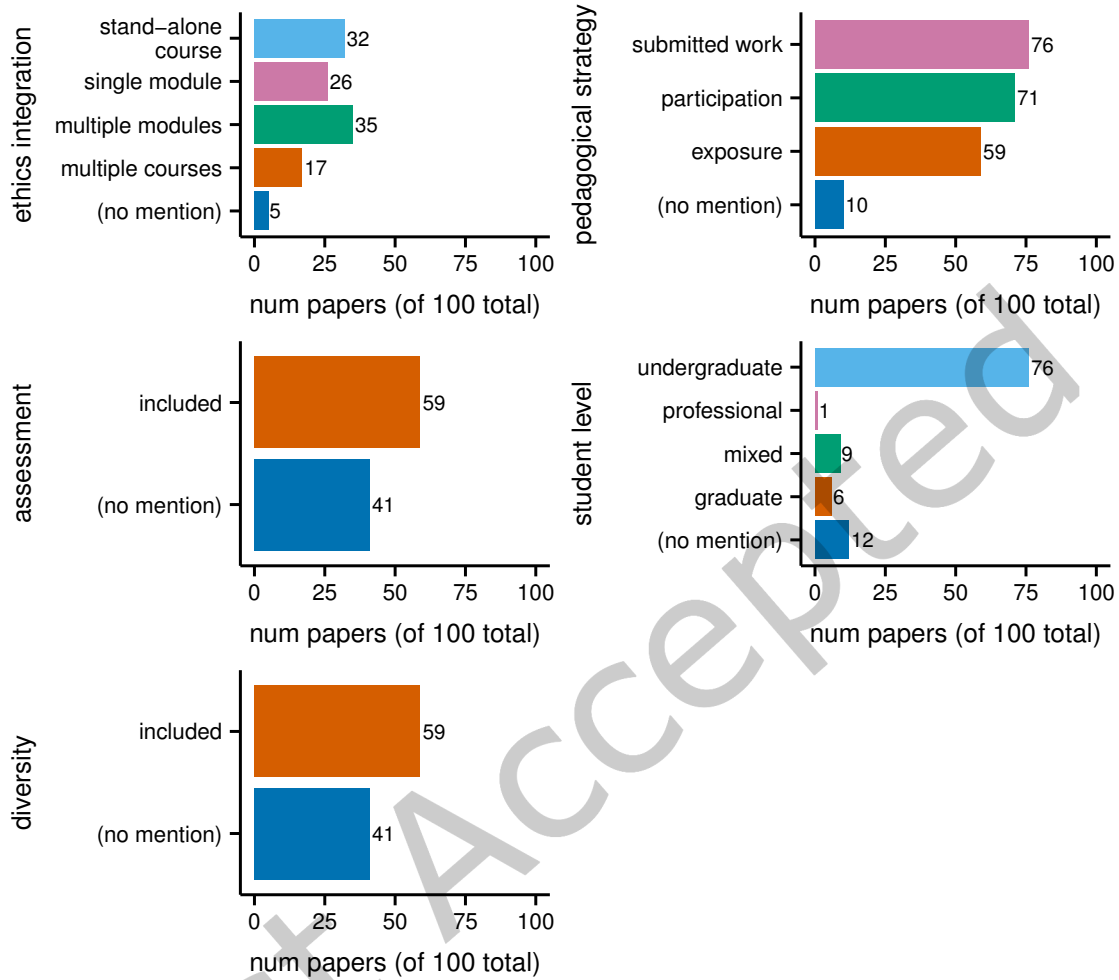 ethics integration
stand−alone
course
32
single module
26
multiple modules
35
multiple courses
17
(no mention)
5
0 25 50 75 100
num papers (of 100 total)
pedagogical strategy
submitted work
76
participation
71
exposure
59
(no mention)
10
0 25 50 75 100
num papers (of 100 total)
assessment
included
59
(no mention)
41
0 25 50 75 100
num papers (of 100 total)
student level
undergraduate
76
professional
1
mixed
9
graduate
6
(no mention)
12
0 25 50 75 100
num papers (of 100 total)
diversity
included
59
(no mention)
41
0 25 50 75 100
num papers (of 100 total)
Accepted